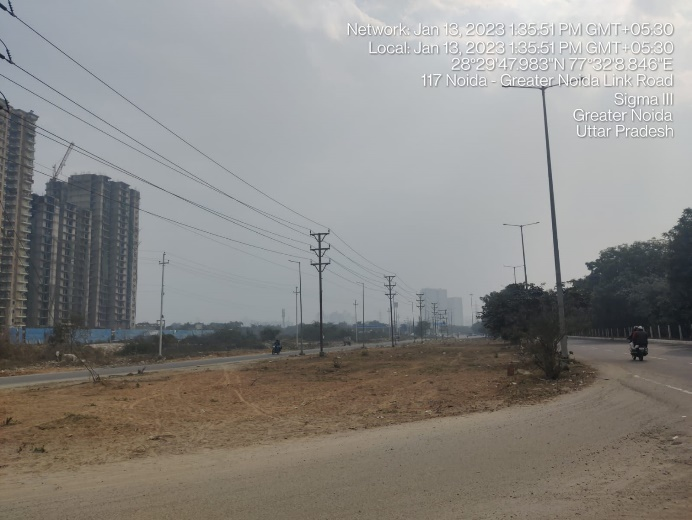 Network: Jan 13, 2023 1:35:51 PM GMT+05:30
Local: Jan 13, 2023 1:35:51 PM GMT+05:30
28°29'47.983"N 77°32'8.846"E
117 Noida - Greater Noida Link Road
Sigma III
Greater Noida
Uttar Pradesh